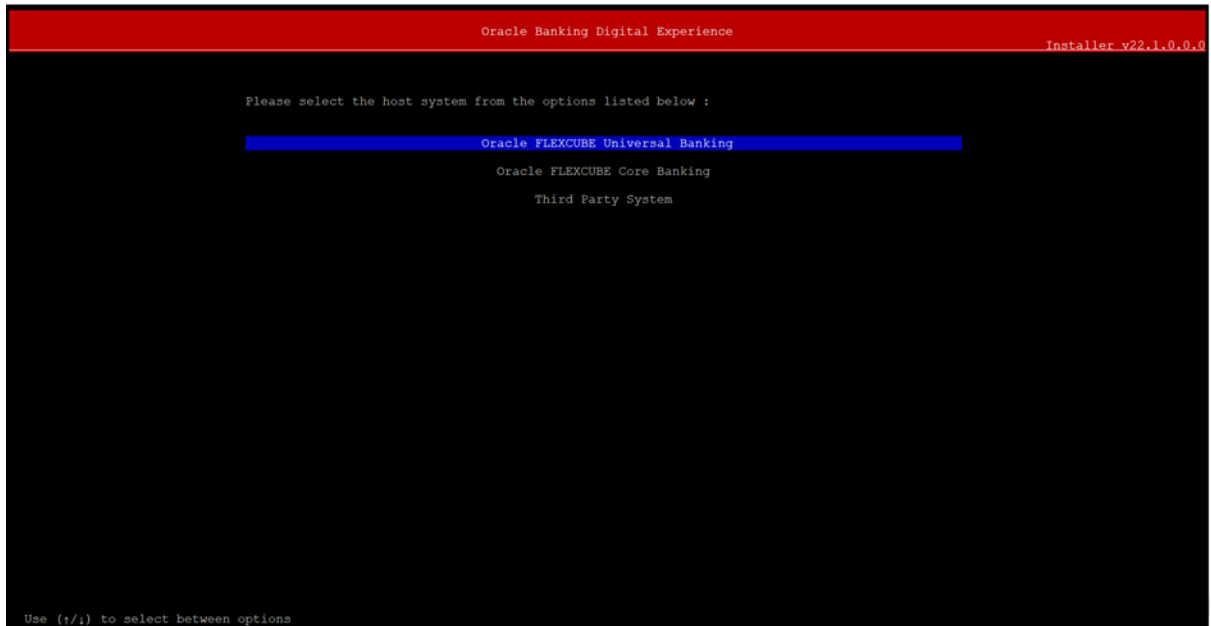 Oracle Banking Digital Experience
Installer v22.1.0.0.0
Please select the host system from the options listed below :
Oracle FLEXCUBE Universal Banking
Oracle FLEXCUBE Core Banking
Third Party System
Use (↑/↓) to select between options